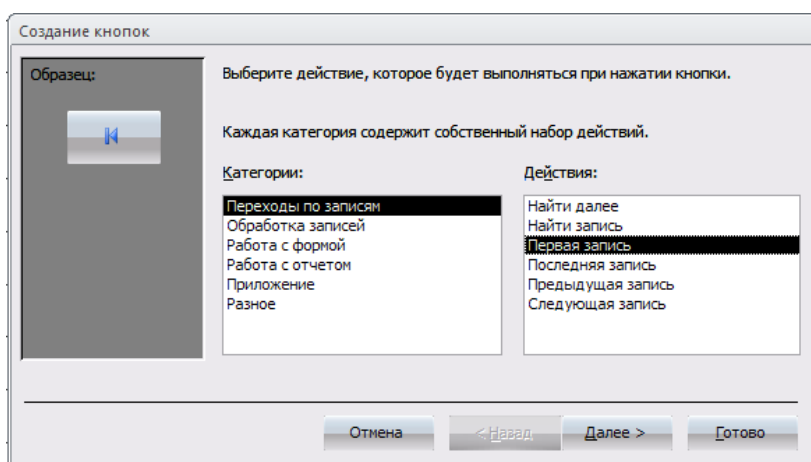 Создание кнопок
Образец:
Выберите действие, которое будет выполняться при нажатии кнопки.
Каждая категория содержит собственный набор действий.
Категории:
Переходы по записям
Обработка записей
Работа с формой
Работа с отчетом
Приложение
Разное
Действия:
Найти далее
Найти запись
Первая запись
Последняя запись
Предыдущая запись
Следующая запись
Отмена
< Назад
Далее >
Готово